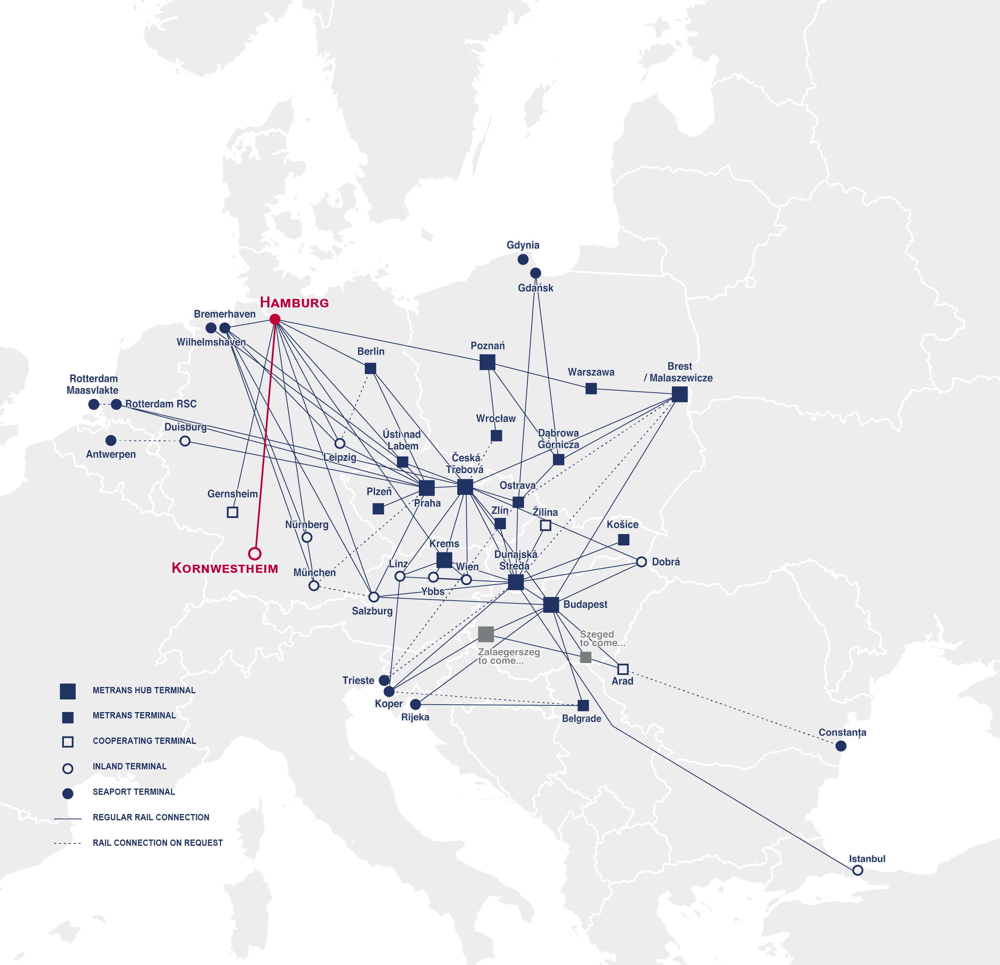 Gdynia
Gdańsk
HAMBURG
Bremerhaven
Wilhelmshaven
Berlin
Poznań
Warszawa
Brest
/ Malaszewicze
Rotterdam
Maasvlakte
Rotterdam RSC
Duisburg
Antwerpen
Wrocław
Ústí nad
Labem
Dąbrowa
Górnicza
Leipzig
Česká
Třebová
Ostrava
Plzeň
Praha
Gernsheim
Zlín
Žilina
Nürnberg
Košice
Krems
KORNWESTHEIM
Dunajská
Streda
Linz
Wien
Dobrá
München
Ybbs
Salzburg
Budapest
Szeged
to come...
Zalaegerszeg
to come...
Trieste
Arad
Koper
Rijeka
Belgrade
Constanța
Istanbul
METRANS HUB TERMINAL
METRANS TERMINAL
COOPERATING TERMINAL
INLAND TERMINAL
SEAPORT TERMINAL
REGULAR RAIL CONNECTION
RAIL CONNECTION ON REQUEST